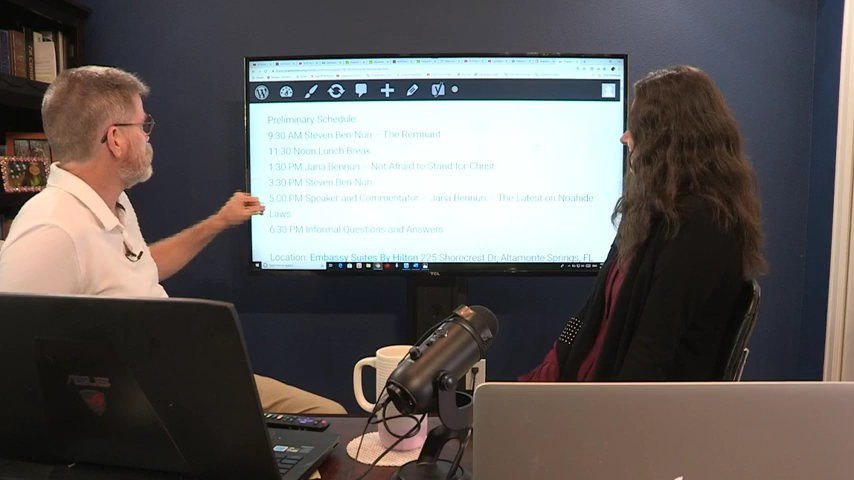 Preliminary Schedule:
9:30 AM Steven Ben-Nun – The Remnant
11:30 Noon Lunch Break
1:30 PM Jana Bennun – Not Afraid to Stand for Christ
3:30 PM Steven Ben-Nun
5:00 PM Speaker and Commentator – Jana Bennun – The Latest on Noahide
Laws
6:30 PM Informal Questions and Answers
Location: Embassy Suites By Hilton 225 Shorecrest Dr, Altamonte Springs, FL
TCL
ASUS